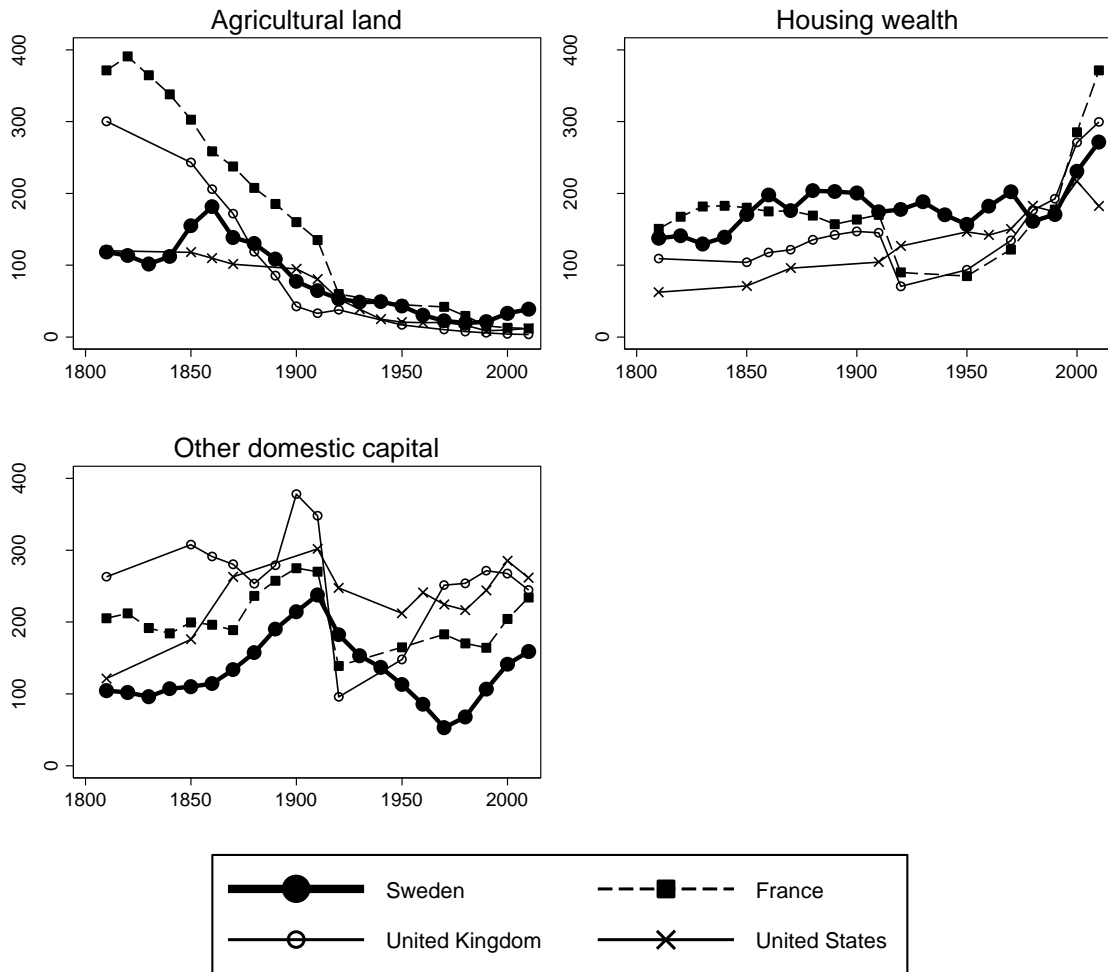 Agricultural land
Housing wealth
400
300
200
100
0
1800 1850 1900 1950 2000
400
300
200
100
0
1800 1850 1900 1950 2000
Other domestic capital
400
300
200
100
0
1800 1850 1900 1950 2000
Sweden
France
United Kingdom
United States